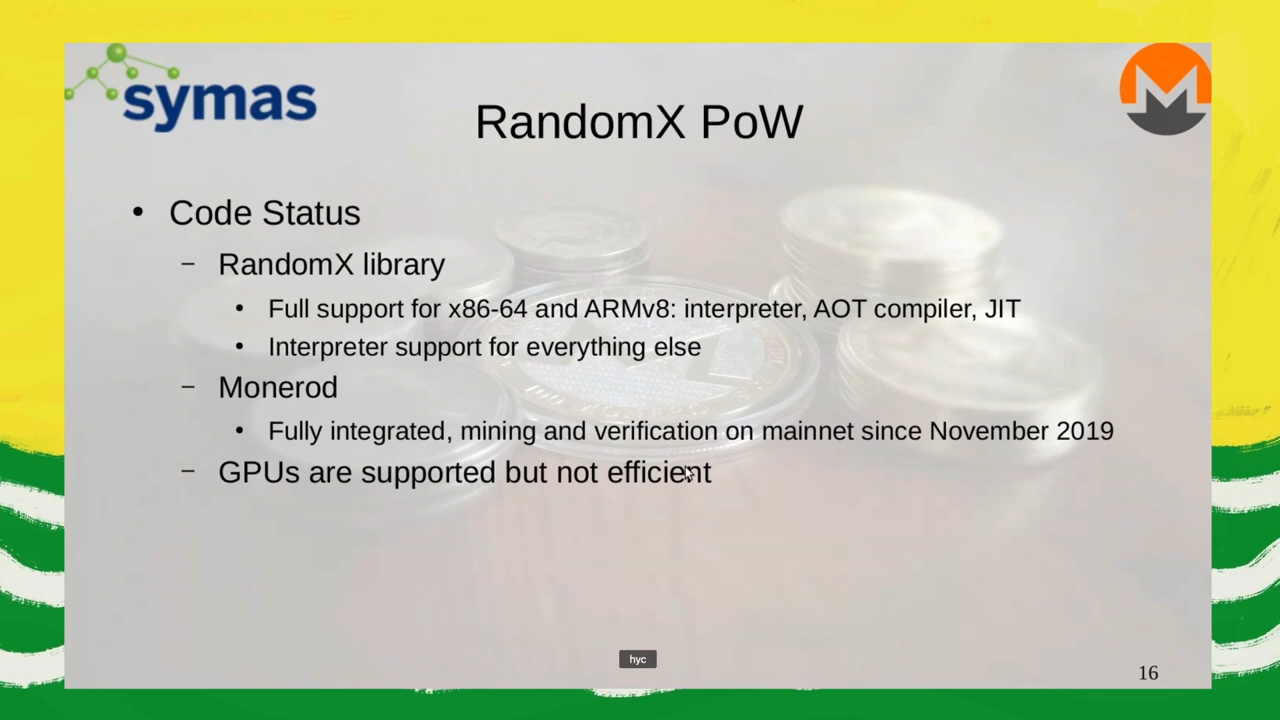 symas
RandomX PoW
• Code Status
– RandomX library
• Full support for x86-64 and ARMv8: interpreter, AOT compiler, JIT
• Interpreter support for everything else
– Monerod
• Fully integrated, mining and verification on mainnet since November 2019
– GPUs are supported but not efficient
hyc
16